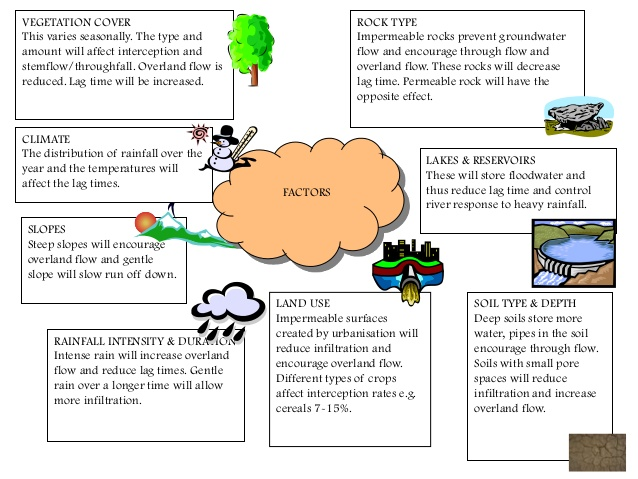 VEGETATION COVER
This varies seasonally. The type and
amount will affect interception and
stemflow/throughfall. Overland flow is
reduced. Lag time will be increased.
ROCK TYPE
Impermeable rocks prevent groundwater
flow and encourage through flow and
overland flow. These rocks will decrease
lag time. Permeable rock will have the
opposite effect.
CLIMATE
The distribution of rainfall over the
year and the temperatures will
affect the lag times.
FACTORS
LAKES & RESERVOIRS
These will store floodwater and
thus reduce lag time and control
river response to heavy rainfall.
SLOPES
Steep slopes will encourage
overland flow and gentle
slope will slow run off down.
RAINFALL INTENSITY & DURATION
Intense rain will increase overland
flow and reduce lag times. Gentle
rain over a longer time will allow
more infiltration.
LAND USE
Impermeable surfaces
created by urbanisation will
reduce infiltration and
encourage overland flow.
Different types of crops
affect interception rates e.g.
cereals 7-15%.
SOIL TYPE & DEPTH
Deep soils store more
water, pipes in the soil
encourage through flow.
Soils with small pore
spaces will reduce
infiltration and increase
overland flow.